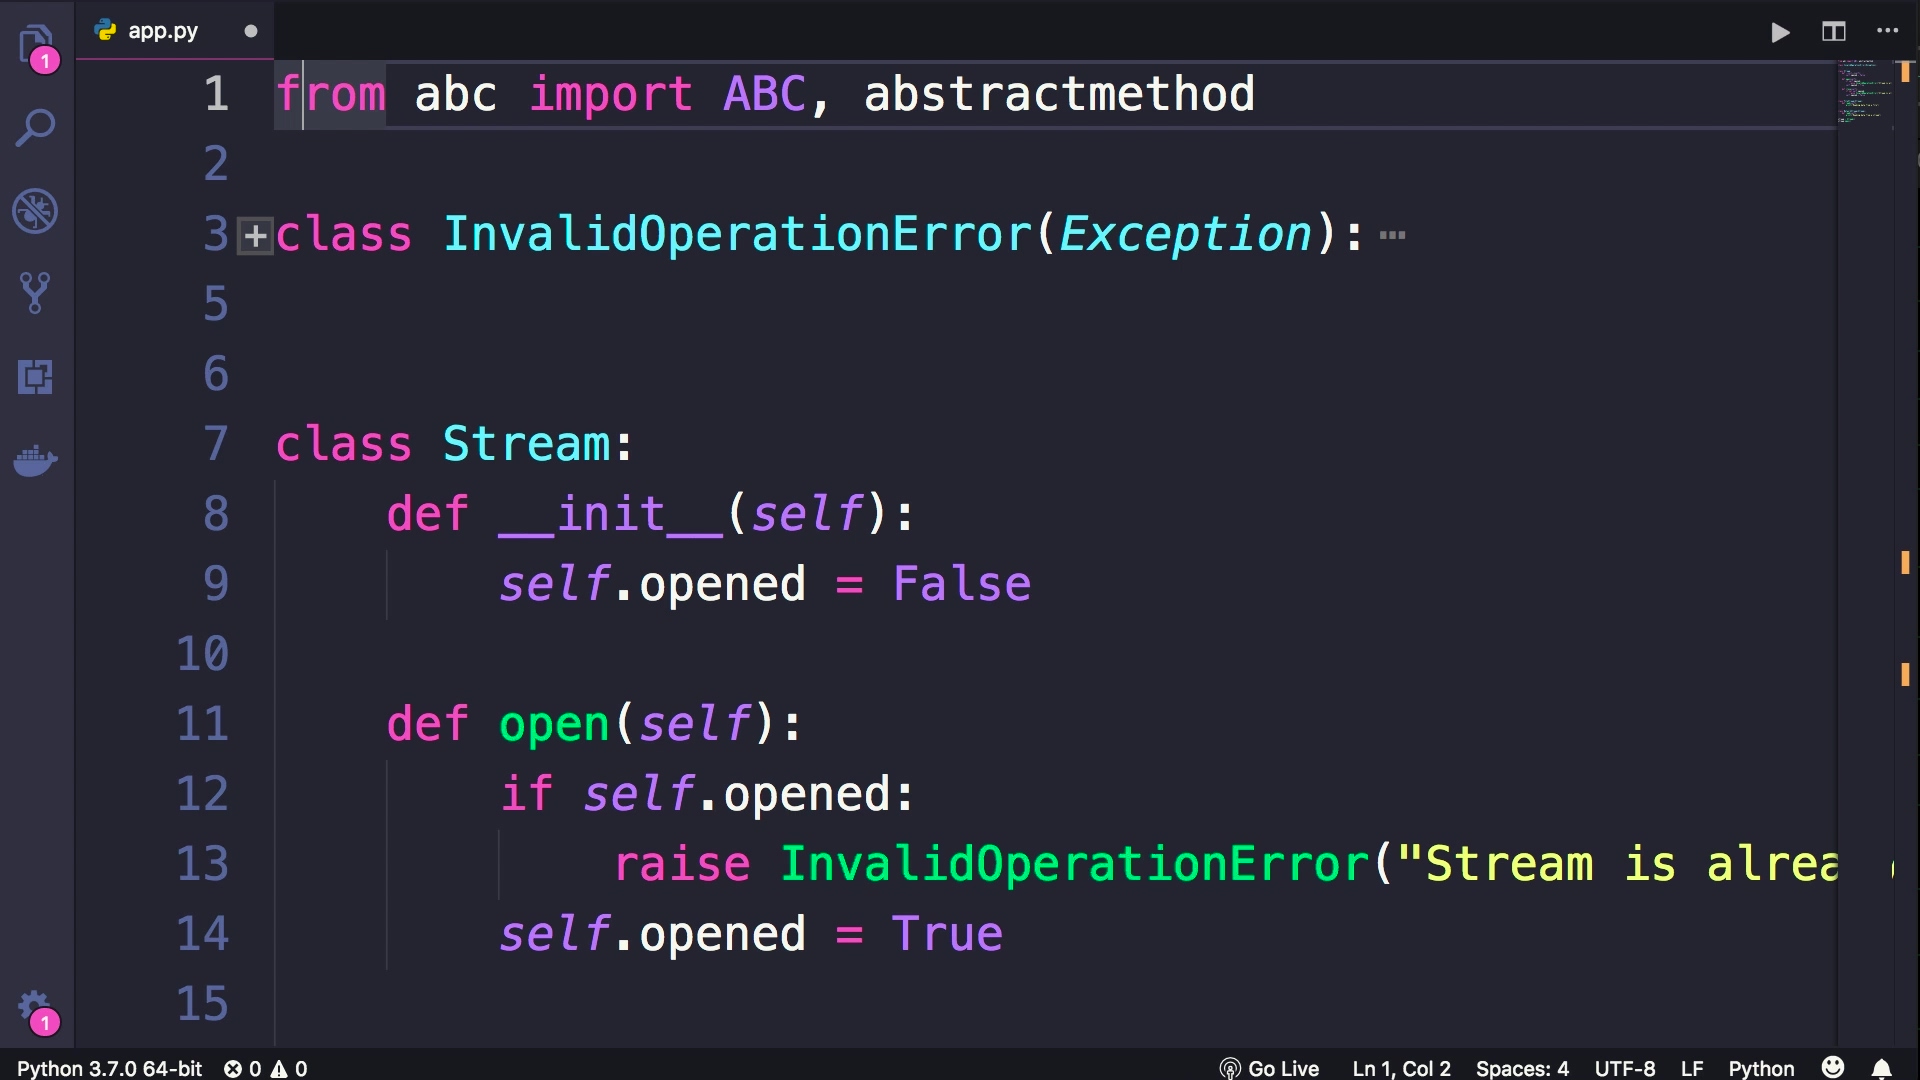 app.py
1
1 from abc import ABC, abstractmethod
2
3 class InvalidOperationError(Exception):
5
6
7 class Stream:
8     def __init__(self):
9         self.opened = False
10
11     def open(self):
12         if self.opened:
13             raise InvalidOperationError("Stream is
14         self.opened = True
15
1
Python 3.7.0 64-bit 0 0 Go Live Ln 1, Col 2 Spaces: 4 UTF-8 LF Python